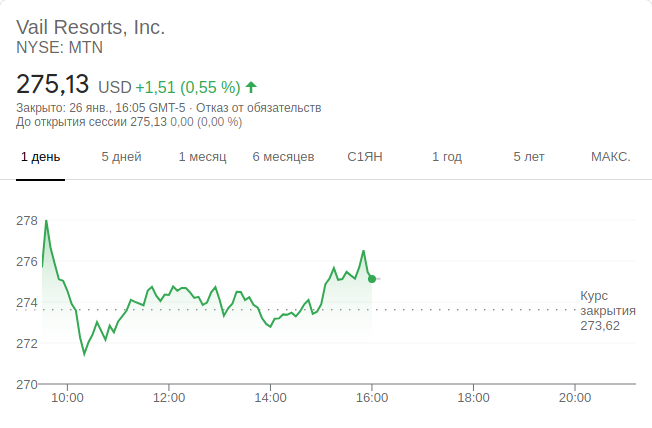 Vail Resorts, Inc.
NYSE: MTN
275,13 USD +1,51 (0,55 %)
Закрыто: 26 янв., 16:05 GMT-5 · Отказ от обязательств
До открытия сессии 275,13 0,00 (0,00 %)
1 день 5 дней 1 месяц 6 месяцев С1ЯН 1 год 5 лет МАКС.
278
276
274
272
270
Курс
закрытия
273,62
10:00 12:00 14:00 16:00 18:00 20:00